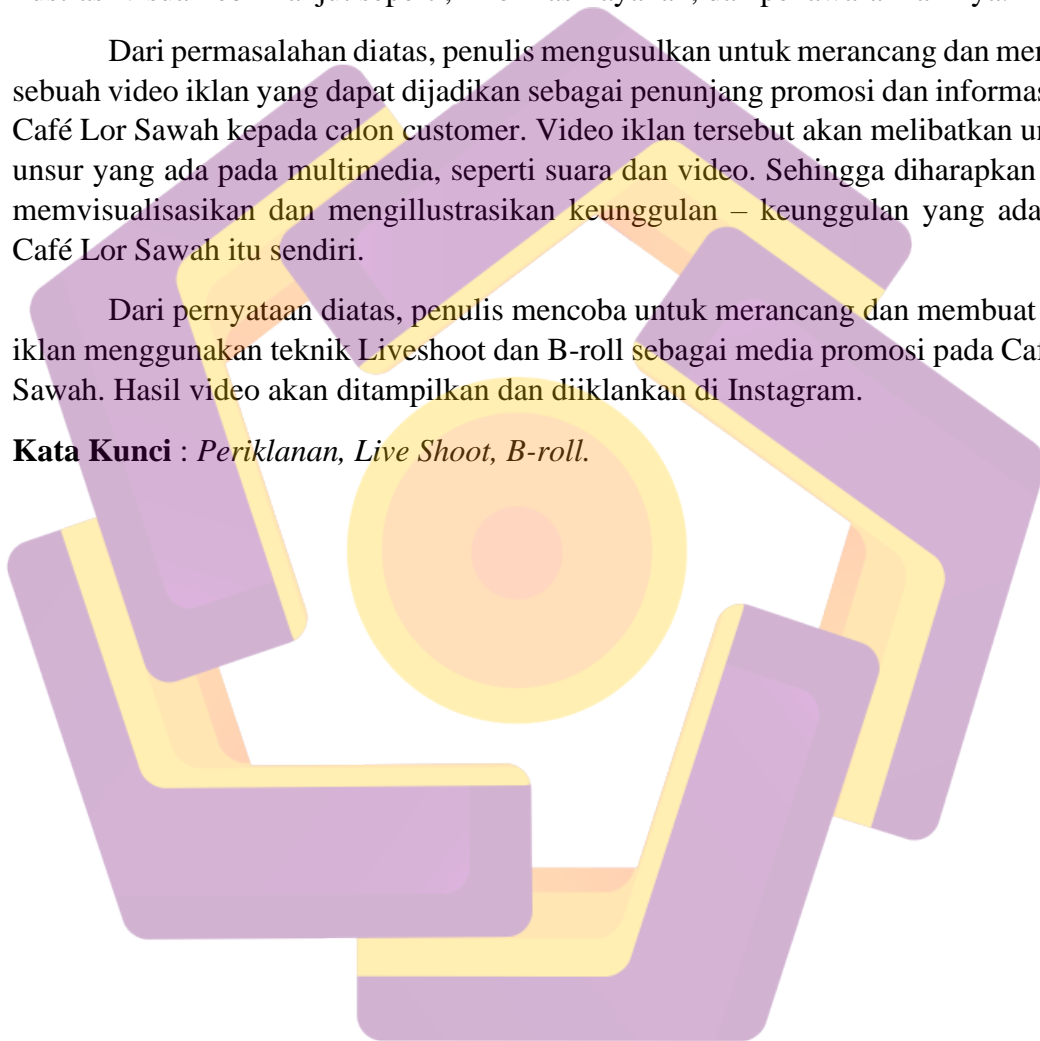 Dari permasalahan diatas, penulis mengusulkan untuk merancang dan
sebuah video iklan yang dapat dijadikan sebagai penunjang promosi dan
Café Lor Sawah kepada calon customer. Video iklan tersebut akan melibatkan
unsur yang ada pada multimedia, seperti suara dan video. Sehingga diharapkan
memvisualisasikan dan mengillustrasikan keunggulan – keunggulan yang ada
Café Lor Sawah itu sendiri.
Dari pernyataan diatas, penulis mencoba untuk merancang dan membuat
iklan menggunakan teknik Liveshoot dan B-roll sebagai media promosi pada
Sawah. Hasil video akan ditampilkan dan diiklankan di Instagram.
Kata Kunci : Periklanan, Live Shoot, B-roll.